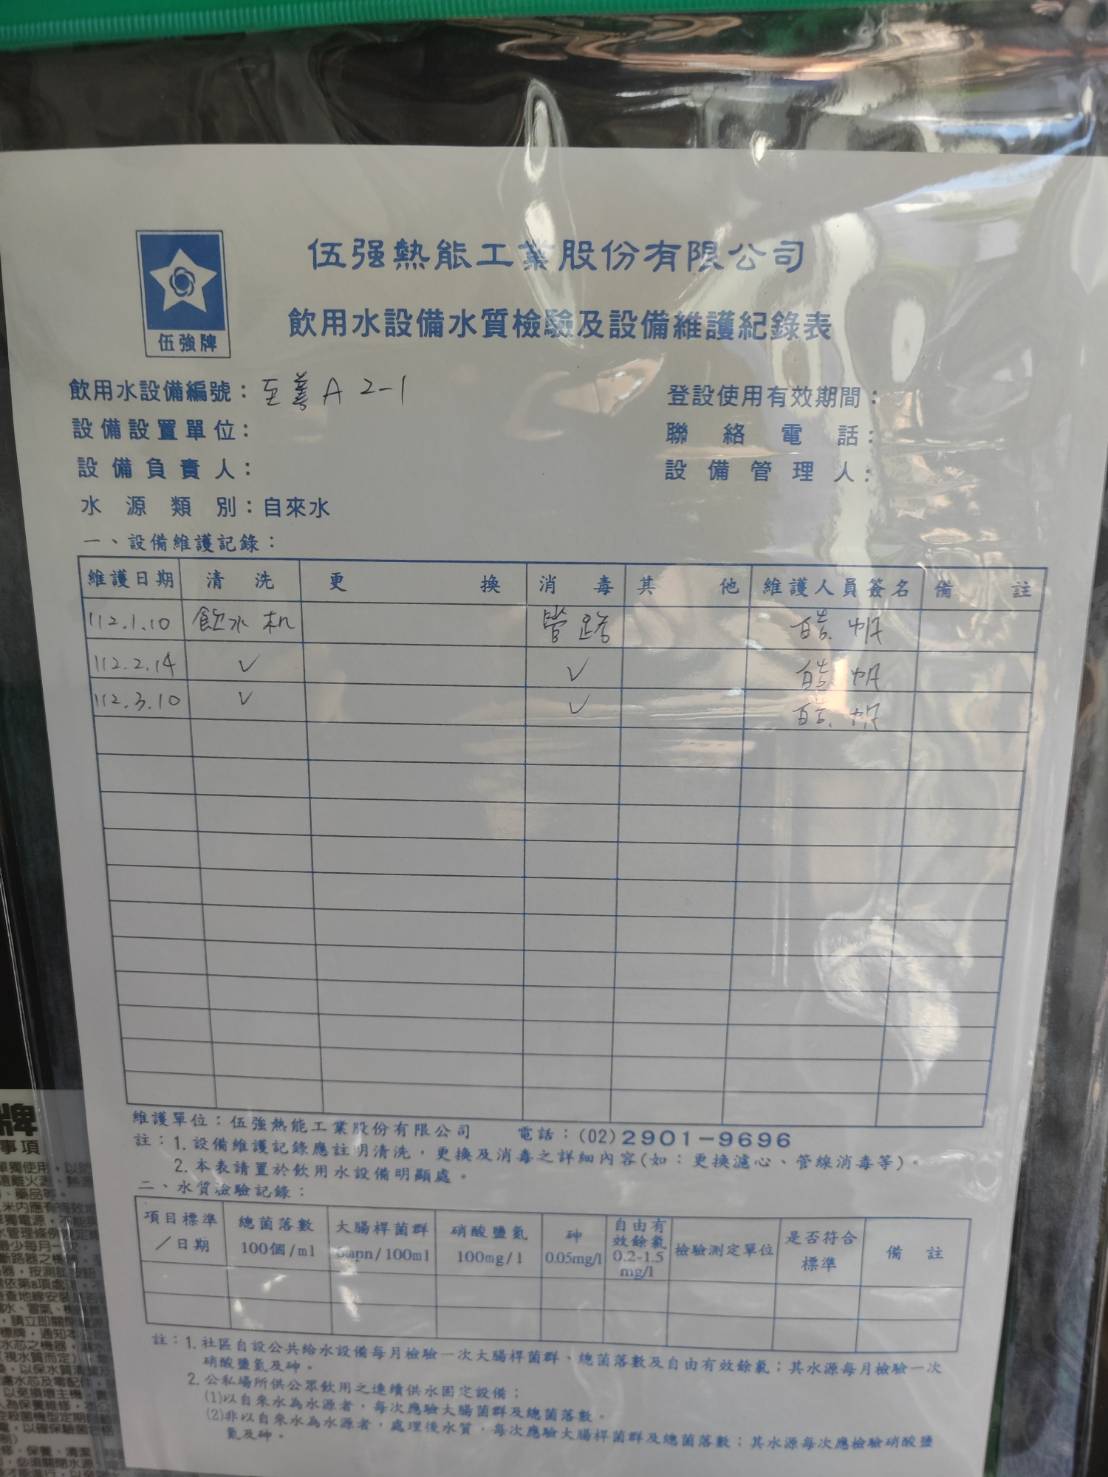 伍強熱能工業股份有限公司
飲用水設備水質檢驗及設備維護紀錄表
伍強牌
飲用水設備編號：至善A 2-1
登設使用有效期間：
設備設置單位：
聯絡電話：
設備負責人：
設備管理人：
水源類別：自來水
一、設備維護記錄：
維護日期 清洗 更換 消毒 其他 維護人員簽名 備註
112.1.10 飲水机 管路
112.2.14 ✓ ✓
112.3.10 ✓ ✓
維護單位：伍強熱能工業股份有限公司 電話：(02)2901-9696
註：1.設備維護記錄應註明清洗，更換及消毒之詳細內容(如：更換濾心、管線消毒等)。
2.本表請置於飲用水設備明顯處。
二、水質檢驗記錄：
項目標準／日期 總菌落數100個/ml 大腸桿菌群 /100ml 硝酸鹽氮100mg/1 砷0.05mg/l 自由有效餘氯0.2-1.5mg/l 檢驗測定單位 是否符合標準 備註
註：1.社區自設公共給水設備每月檢驗一次大腸桿菌群、總菌落數及自由有效餘氯；其水源每月檢驗一次
硝酸鹽氮及砷。
2.公私場所供公眾飲用之連續供水固定設備：
(1)以自來水為水源者，每次應驗大腸菌群及總菌落數。
(2)非以自來水為水源者，處理後水質，每次應驗大腸桿菌群及總菌落數；其水源每次應檢驗硝酸鹽
氮及砷。